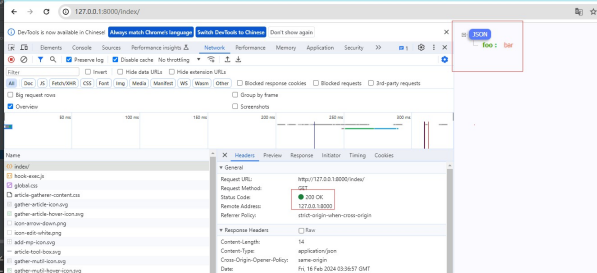 127.0.0.1:8000/index/
DevTools is now available in Chinese! Always match Chrome's language Switch DevTools to Chinese Don't show again
JSON
foo : bar
Elements Console Sources Performance insights Network Performance Memory Application Security » 1
Preserve log Disable cache No throttling
Filter Invert Hide data URLs Hide extension URLs
All Doc JS Fetch/XHR CSS Font Img Media Manifest WS Wasm Other Blocked response cookies Blocked requests 3rd-party requests
Big request rows Group by frame
Overview Screenshots
50 ms 100 ms 150 ms 200 ms 250 ms 300 ms
Name Headers Preview Response Initiator Timing Cookies
index/
hook-exec.js
global.css
article-gatherer-content.css
gather-article-icon.svg
gather-article-hover-icon.svg
icon-arrow-down.png
icon-edit-white.png
add-mp-icon.svg
article-tool-box.svg
gather-mutil-icon.svg
gather-mutil-hover-icon.svg
General
Request URL: http://127.0.0.1:8000/index/
Request Method: GET
Status Code: 200 OK
Remote Address: 127.0.0.1:8000
Referrer Policy: strict-origin-when-cross-origin
Response Headers Raw
Content-Length: 14
Content-Type: application/json
Cross-Origin-Opener-Policy: same-origin
Date: Fri, 16 Feb 2024 03:36:57 GMT